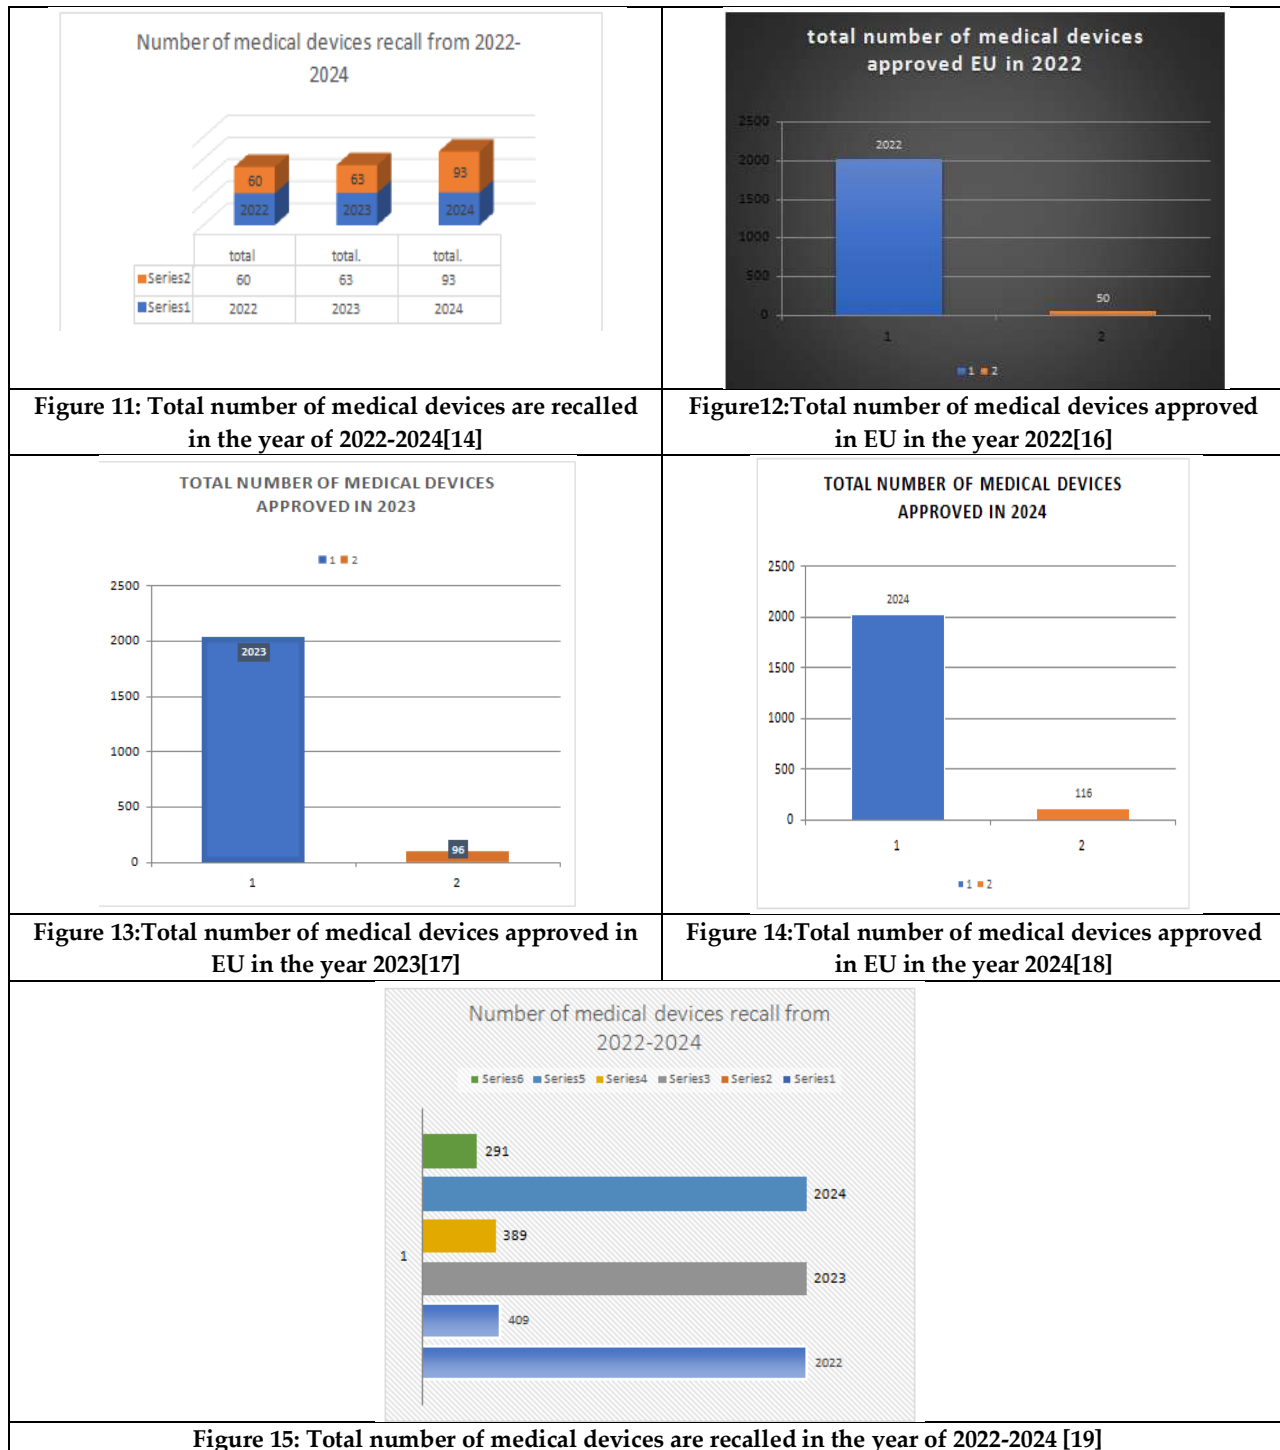 Number of medical devices recall from 2022-
2024
60
63
93
2022
2023
2024
total
total.
total.
Series2
60
63
93
Series1
2022
2023
2024
Figure 11: Total number of medical devices are recalled
in the year of 2022-2024[14]
total number of medical devices
approved EU in 2022
2500
2000
1500
1000
500
0
2022
50
1
2
1 2
Figure12:Total number of medical devices approved
in EU in the year 2022[16]
TOTAL NUMBER OF MEDICAL DEVICES
APPROVED IN 2023
1 2
2500
2000
1500
1000
500
0
2023
96
1
2
Figure 13:Total number of medical devices approved in
EU in the year 2023[17]
TOTAL NUMBER OF MEDICAL DEVICES
APPROVED IN 2024
2500
2000
1500
1000
500
0
2024
116
1
2
1 2
Figure 14:Total number of medical devices approved
in EU in the year 2024[18]
Number of medical devices recall from
2022-2024
Series6 Series5 Series4 Series3 Series2 Series1
291
2024
389
1
2023
409
2022
Figure 15: Total number of medical devices are recalled in the year of 2022-2024 [19]